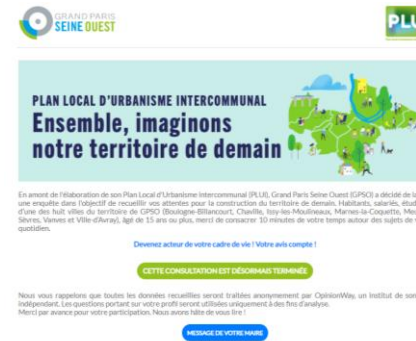 GRAND PARIS
SEINE OUEST
PLU
PLAN LOCAL D'URBANISME INTERCOMMUNAL
Ensemble, imaginons
notre territoire de demain
En amont de l'élaboration de son Plan Local d'Urbanisme intercommunal (PLUi), Grand Paris Seine Ouest (GPSO) a décidé de
une enquête dans l'objectif de recueillir vos attentes pour la construction du territoire de demain. Habitants, salariés,
d'une des huit villes du territoire de GPSO (Boulogne-Billancourt, Chaville, Issy-les-Moulineaux, Marnes-la-Coquette,
Sèvres, Vanves et Ville-d'Avray), âgé de 15 ans ou plus, merci de consacrer 10 minutes de votre temps autour des sujets de
quotidien.
Devenez acteur de votre cadre de vie ! Votre avis compte !
CETTE CONSULTATION EST DÉSORMAIS TERMINÉE
Nous vous rappelons que toutes les données recueillies seront traitées anonymement par OpinionWay, un institut de
indépendant. Les questions portant sur votre profil seront utilisées uniquement à des fins d'analyse.
Merci par avance pour votre participation. Nous avons hâte de vous lire !
MESSAGE DE VOTRE MAIRE